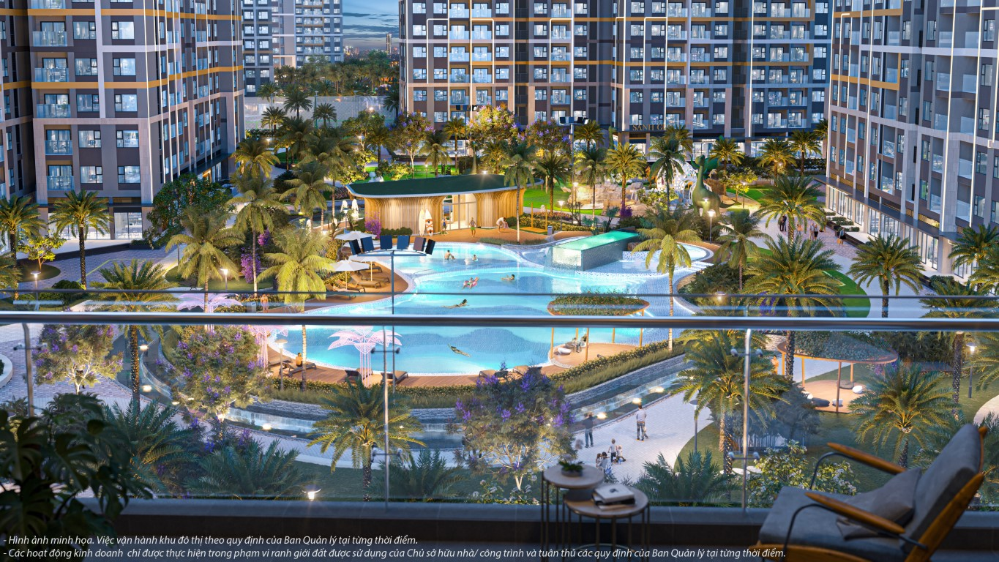 SẢNH
- Hình ảnh minh họa. Việc vận hành khu đô thị theo quy định của Ban Quản lý tại từng thời điểm.
- Các hoạt động kinh doanh chỉ được thực hiện trong phạm vi ranh giới đất được sử dụng của Chủ sở hữu nhà/ công trình và tuân thủ các quy định của Ban Quản lý tại từng thời điểm.